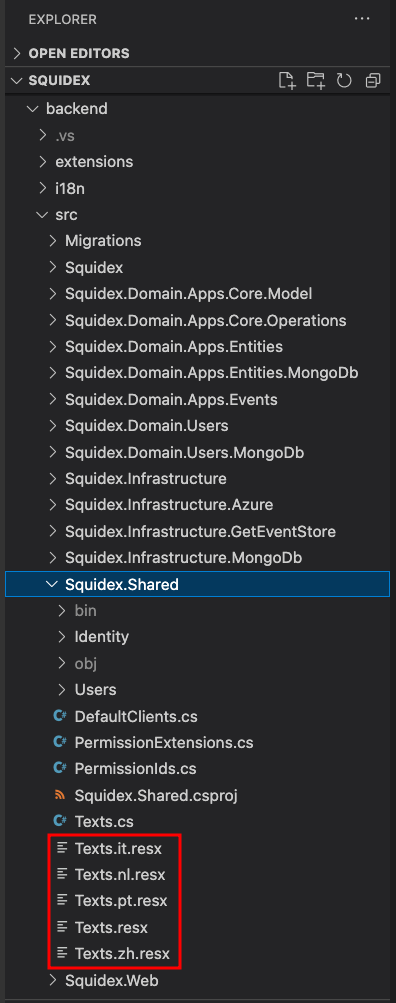 EXPLORER
OPEN EDITORS
SQUIDEX
backend
.vs
extensions
i18n
src
Migrations
Squidex
Squidex.Domain.Apps.Core.Model
Squidex.Domain.Apps.Core.Operations
Squidex.Domain.Apps.Entities
Squidex.Domain.Apps.Entities.MongoDb
Squidex.Domain.Apps.Events
Squidex.Domain.Users
Squidex.Domain.Users.MongoDb
Squidex.Infrastructure
Squidex.Infrastructure.Azure
Squidex.Infrastructure.GetEventStore
Squidex.Infrastructure.MongoDb
Squidex.Shared
bin
Identity
obj
Users
DefaultClients.cs
PermissionExtensions.cs
PermissionIds.cs
Squidex.Shared.csproj
Texts.cs
Texts.it.resx
Texts.nl.resx
Texts.pt.resx
Texts.resx
Texts.zh.resx
Squidex.Web